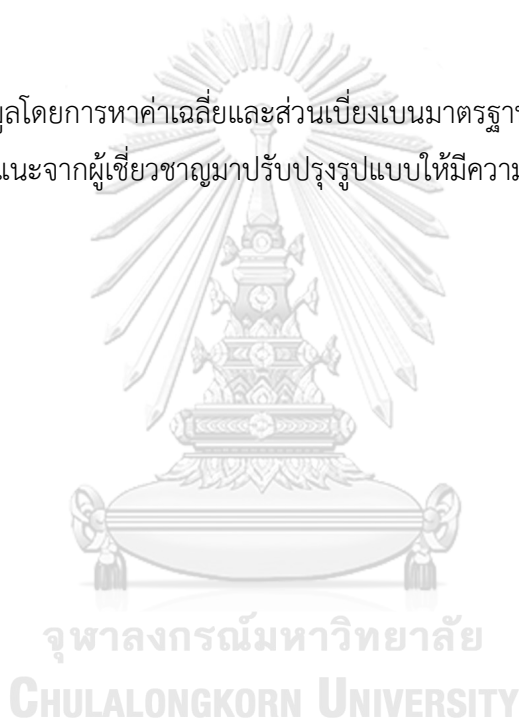 มูลโดยการหาค่าเฉลี่ยและส่วนเบี่ยงเบนมาตรฐาน
แนะจากผู้เชี่ยวชาญมาปรับปรุงรูปแบบให้มีความ
จุฬาลงกรณ์มหาวิทยาลัย
CHULALONGKORN UNIVERSITY